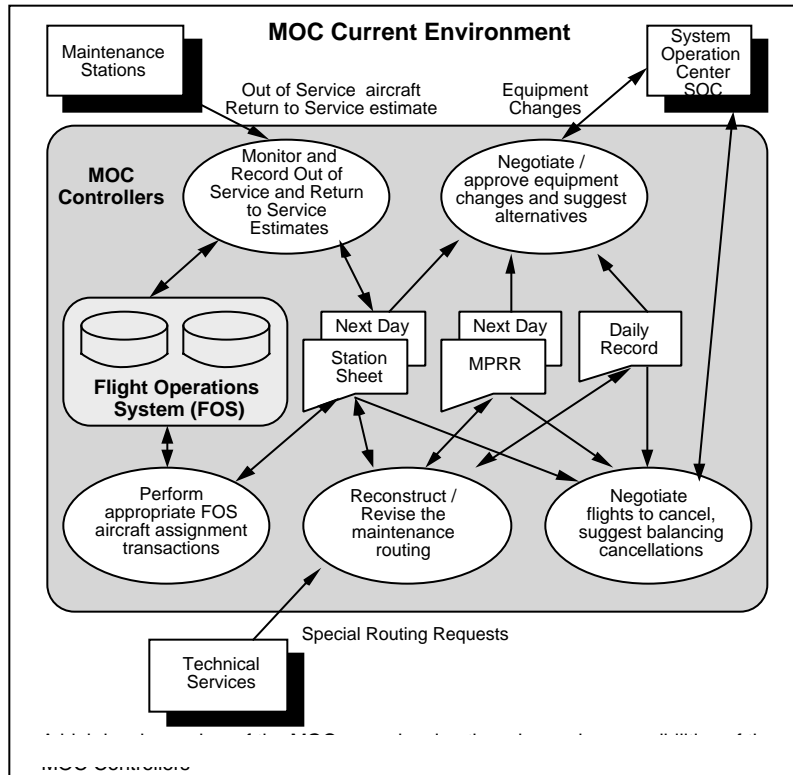 MOC Current Environment
Maintenance
Stations
System
Operation
Center
SOC
Out of Service aircraft
Return to Service estimate
Equipment
Changes
MOC
Controllers
Monitor and
Record Out of
Service and Return
to Service
Estimates
Negotiate /
approve equipment
changes and suggest
alternatives
Flight Operations
System (FOS)
Next Day
Station
Sheet
Next Day
MPRR
Daily
Record
Perform
appropriate FOS
aircraft assignment
transactions
Reconstruct /
Revise the
maintenance
routing
Negotiate
flights to cancel,
suggest balancing
cancellations
Special Routing Requests
Technical
Services
MOC Controllers